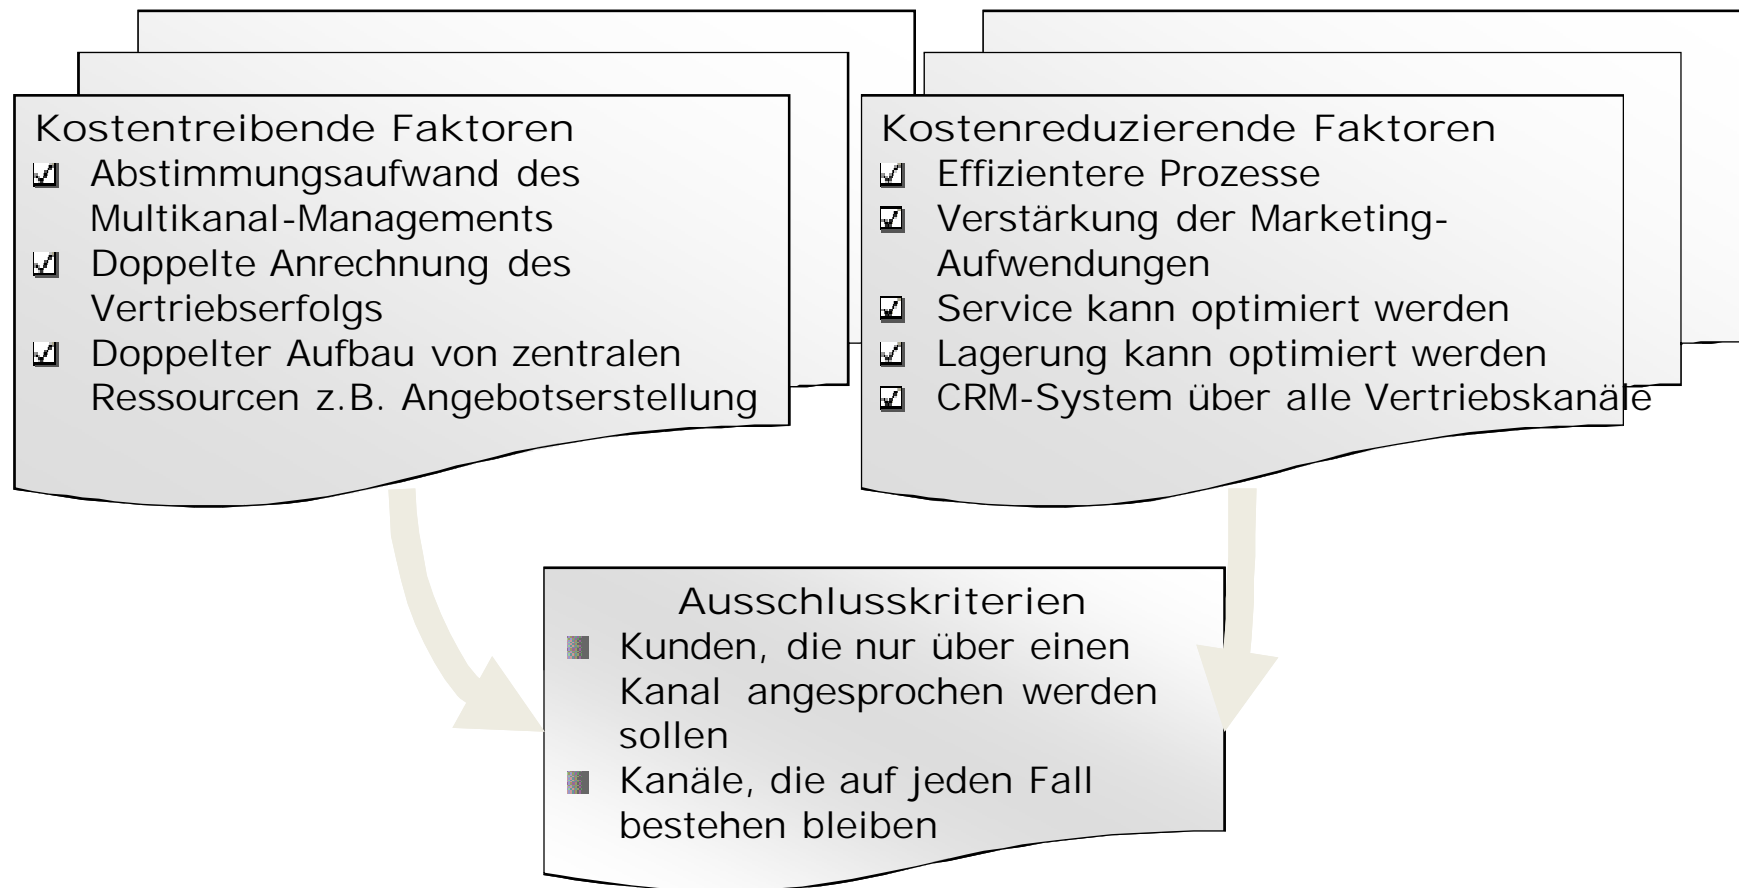 Kostentreibende Faktoren
Abstimmungsaufwand des
Multikanal-Managements
Doppelte Anrechnung des
Vertriebserfolgs
Doppelter Aufbau von zentralen
Ressourcen z.B. Angebotserstellung
Kostenreduzierende Faktoren
Effizientere Prozesse
Verstärkung der Marketing-
Aufwendungen
Service kann optimiert werden
Lagerung kann optimiert werden
CRM-System über alle Vertriebskanäle
Ausschlusskriterien
Kunden, die nur über einen
Kanal angesprochen werden
sollen
Kanäle, die auf jeden Fall
bestehen bleiben